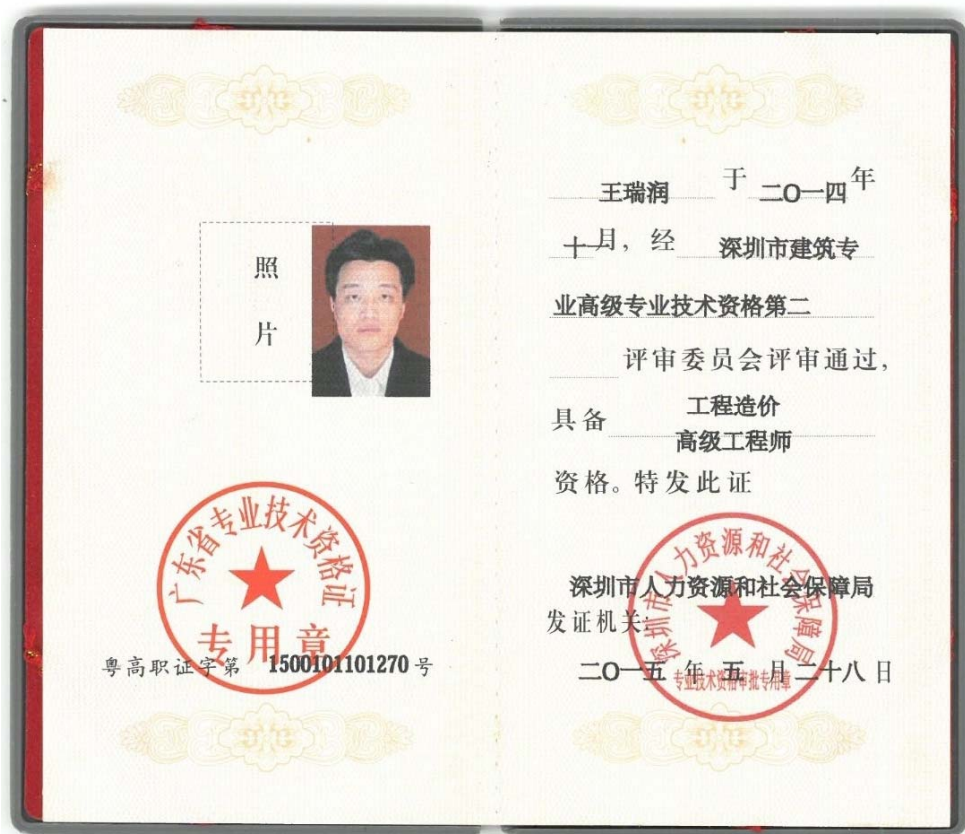 照
片
广东省专业技术资格证
专用章
粤高职证字第 1500101101270 号
王瑞润 于 二〇一四 年
十一月，经 深圳市建筑专
业高级专业技术资格第二
评审委员会评审通过，
具备 工程造价
高级工程师
资格。特发此证
深圳市人力资源和社会保障局
深圳市人力资源和社会保障局
发证机关：
二〇一五 年 五 月 二十八 日
专业技术资格审批专用章